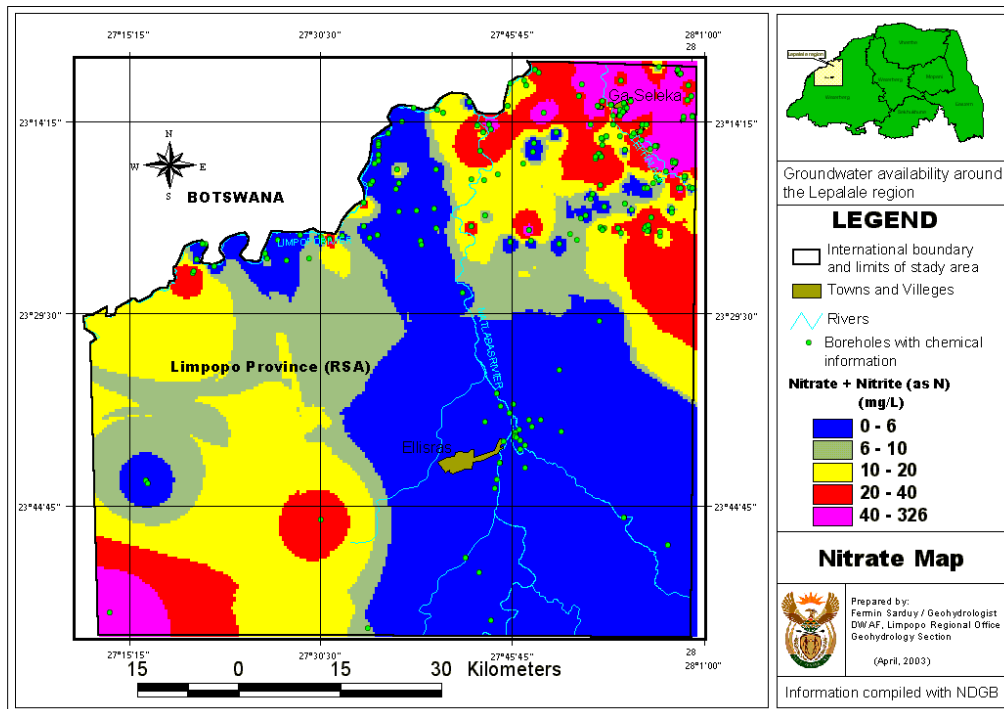 27°15'15"
27°30'30"
27°45'45"
28°1'00"
28
23°14'15"
23°14'15"
N
W
E
S
BOTSWANA
Ga Seleka
23°29'30"
23°29'30"
Limpopo Province (RSA)
Ellisras
23°44'45"
23°44'45"
27°15'15"
27°30'30"
27°45'45"
28°1'00"
28
15 0 15 30 Kilometers
Groundwater availability around
the Lepalale region
LEGEND
International boundary
and limits of stady area
Towns and Villeges
Rivers
Boreholes with chemical
information
Nitrate + Nitrite (as N)
(mg/L)
0 - 6
6 - 10
10 - 20
20 - 40
40 - 326
Nitrate Map
Prepared by:
Fermin Sarduy / Geohydrologist
DWAF, Limpopo Regional Office
Geohydrology Section
(April, 2003)
Information compiled with NDGB